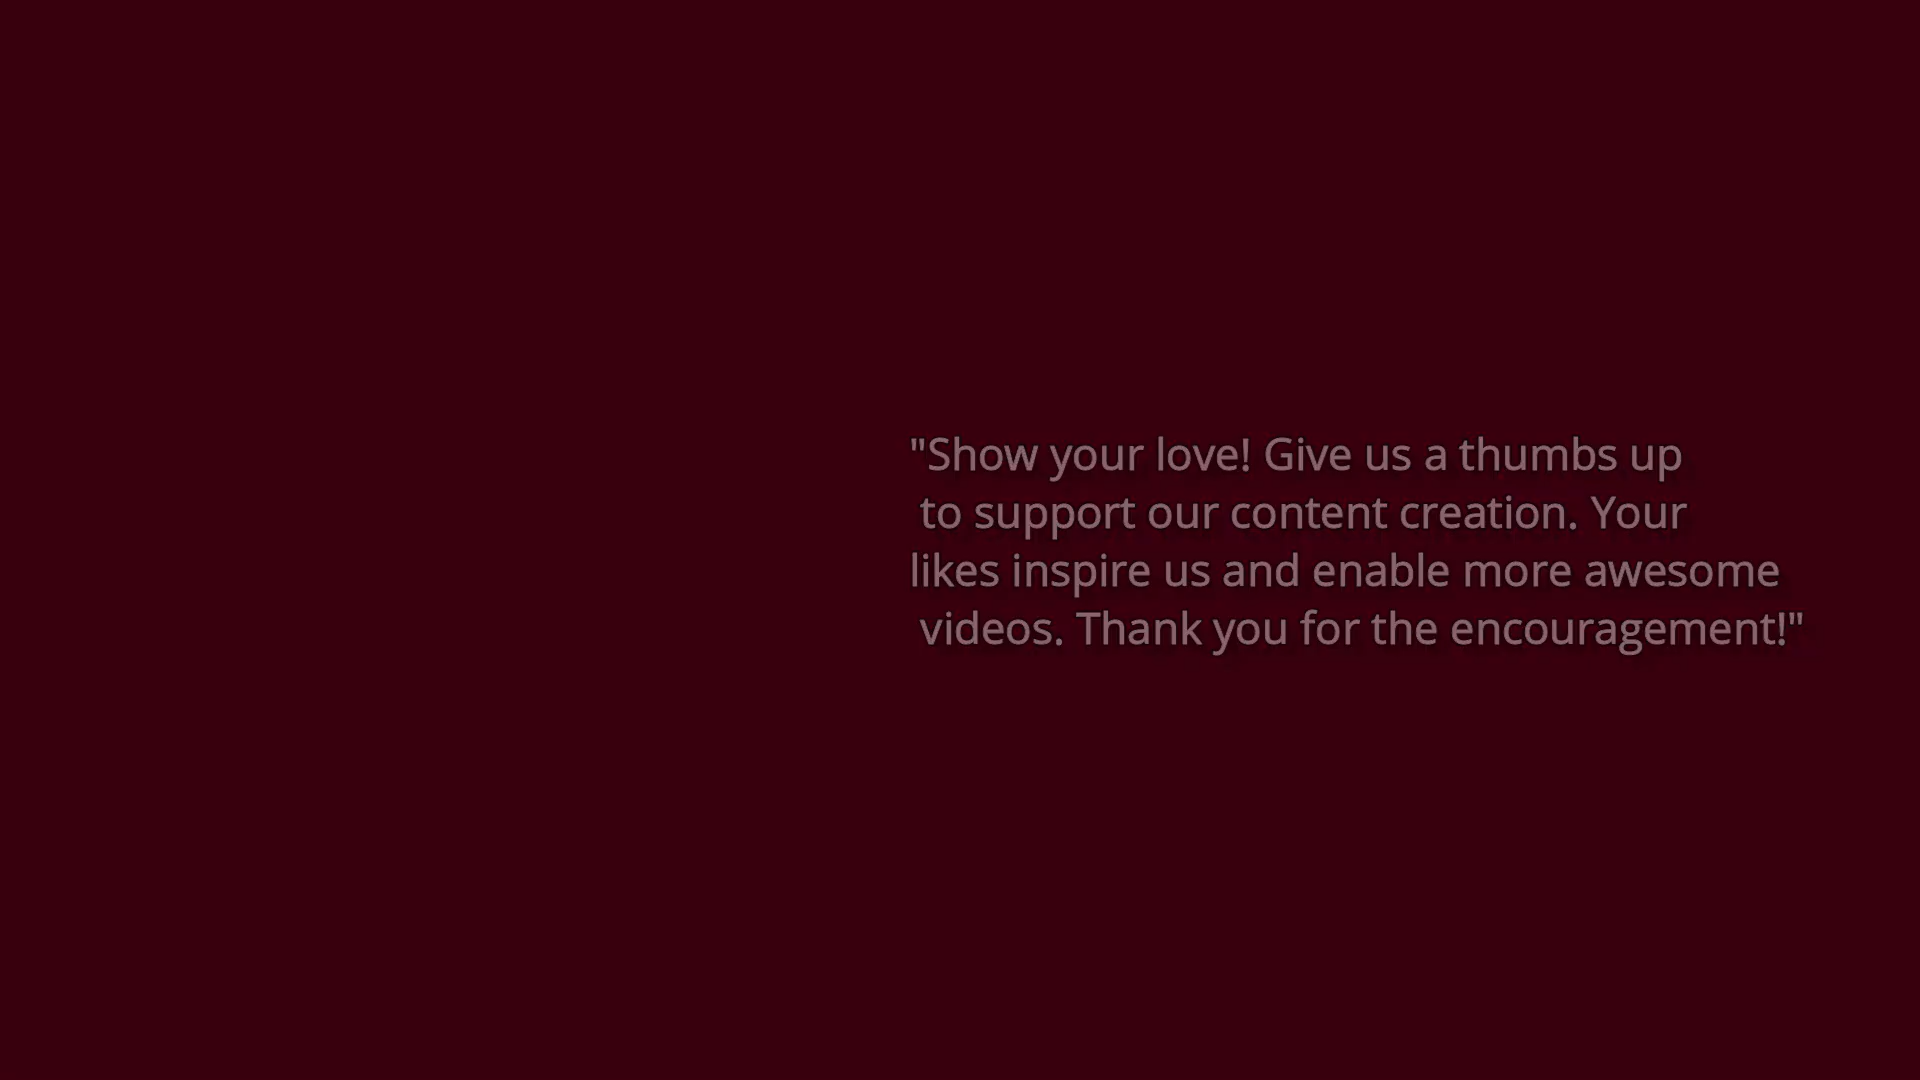 "Show your love! Give us a thumbs up
to support our content creation. Your
likes inspire us and enable more awesome
videos. Thank you for the encouragement!"